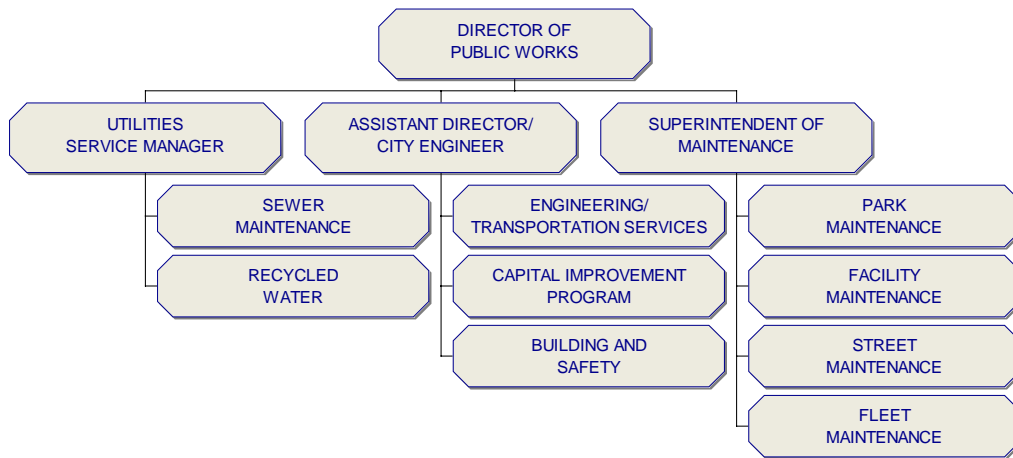 DIRECTOR OF
PUBLIC WORKS
UTILITIES
SERVICE MANAGER
ASSISTANT DIRECTOR/
CITY ENGINEER
SUPERINTENDENT OF
MAINTENANCE
SEWER
MAINTENANCE
RECYCLED
WATER
ENGINEERING/
TRANSPORTATION SERVICES
CAPITAL IMPROVEMENT
PROGRAM
BUILDING AND
SAFETY
PARK
MAINTENANCE
FACILITY
MAINTENANCE
STREET
MAINTENANCE
FLEET
MAINTENANCE